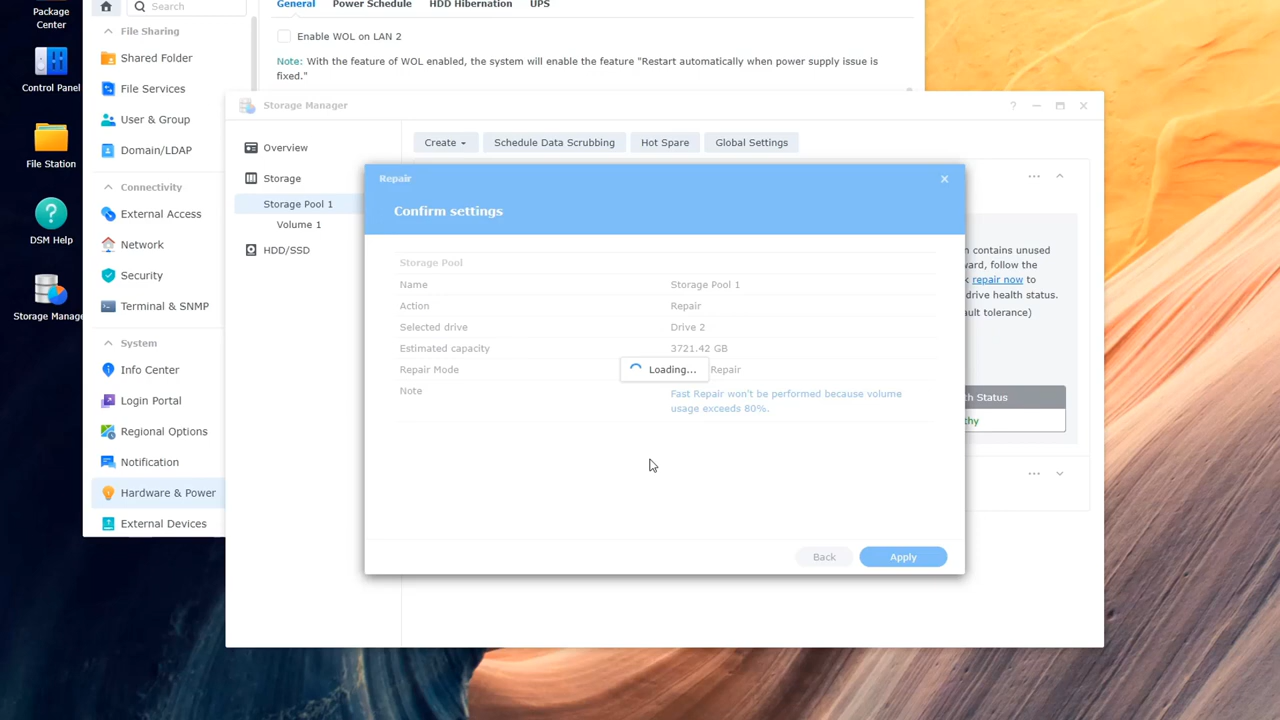 Package
Center
Control Panel
File Station
DSM Help
Storage Manage
Search
File Sharing
Shared Folder
File Services
User & Group
Domain/LDAP
Connectivity
External Access
Network
Security
Terminal & SNMP
System
Info Center
Login Portal
Regional Options
Notification
Hardware & Power
External Devices
General Power Schedule HDD Hibernation UPS
Enable WOL on LAN 2
Note: With the feature of WOL enabled, the system will enable the feature "Restart automatically when power supply issue is
fixed."
Storage Manager
?
Overview
Storage
Storage Pool 1
Volume 1
HDD/SSD
Create Schedule Data Scrubbing Hot Spare Global Settings
contains unused
ward, follow the
repair now to
drive health status.
ult tolerance)
th Status
thy
Repair
Confirm settings
Storage Pool
Name Storage Pool 1
Action Repair
Selected drive Drive 2
Estimated capacity 3721.42 GB
Repair Mode Repair
Loading...
Note Fast Repair won't be performed because volume
usage exceeds 80%.
Back Apply